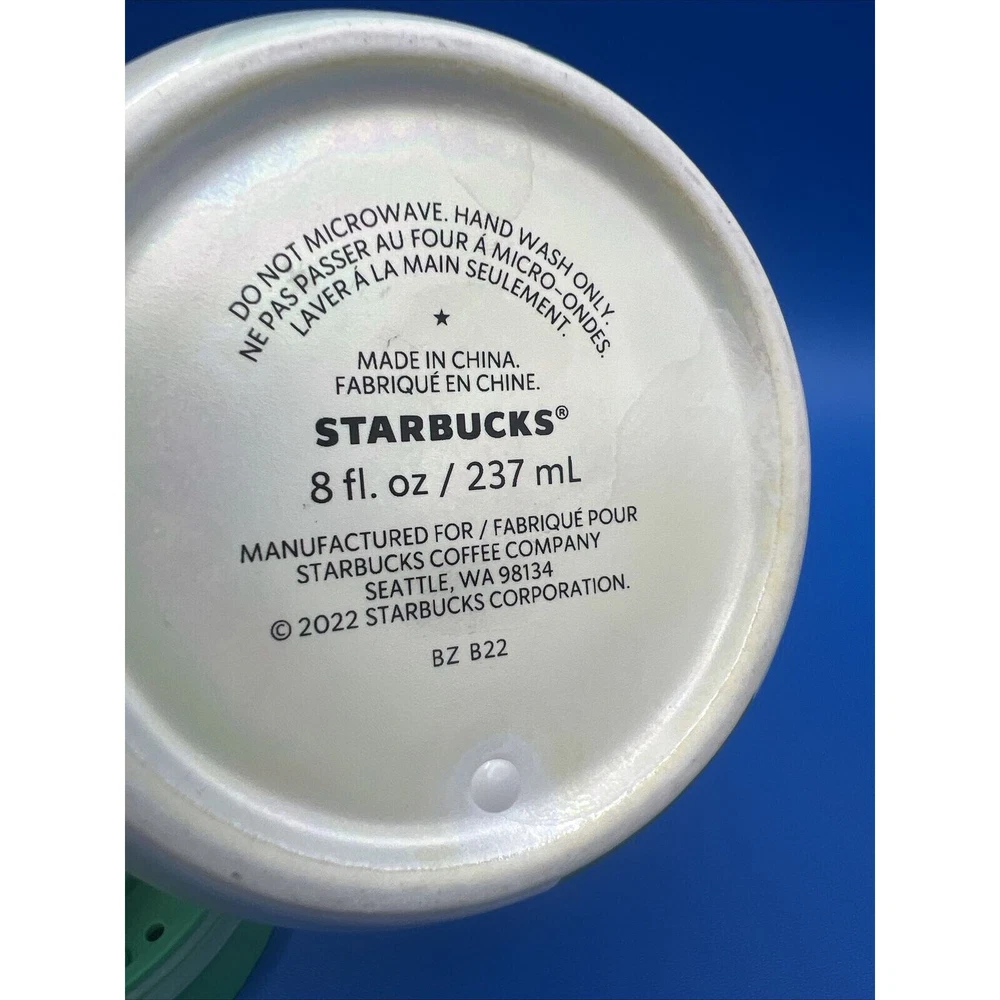 DO NOT MICROWAVE. HAND WASH ONLY.
NE PAS PASSER AU FOUR Á MICRO-ONDES.
LAVER Á LA MAIN SEULEMENT.
★
MADE IN CHINA.
FABRIQUÉ EN CHINE.
STARBUCKS®
8 fl. oz / 237 mL
MANUFACTURED FOR / FABRIQUÉ POUR
STARBUCKS COFFEE COMPANY
SEATTLE, WA 98134
© 2022 STARBUCKS CORPORATION.
BZ B22